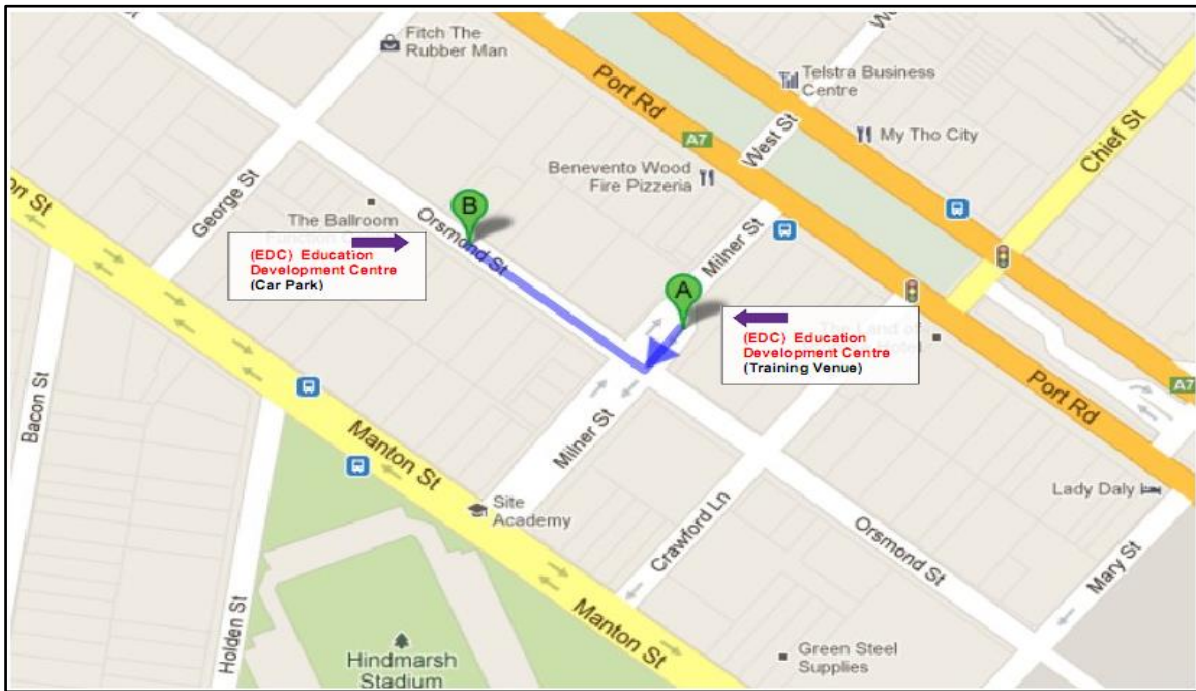 Fitch The
Rubber Man
Port Rd
A7
West St
Telstra Business
Centre
My Tho City
Chief St
Benevento Wood
Fire Pizzeria
George St
The Ballroom
B
Orsmond St
Milner St
A
(EDC) Education
Development Centre
(Car Park)
(EDC) Education
Development Centre
(Training Venue)
Port Rd
A7
Bacon St
Manton St
Milner St
Site
Academy
Crawford Ln
Lady Daly
Orsmond St
Mary St
Holden St
Manton St
Hindmarsh
Stadium
Green Steel
Supplies